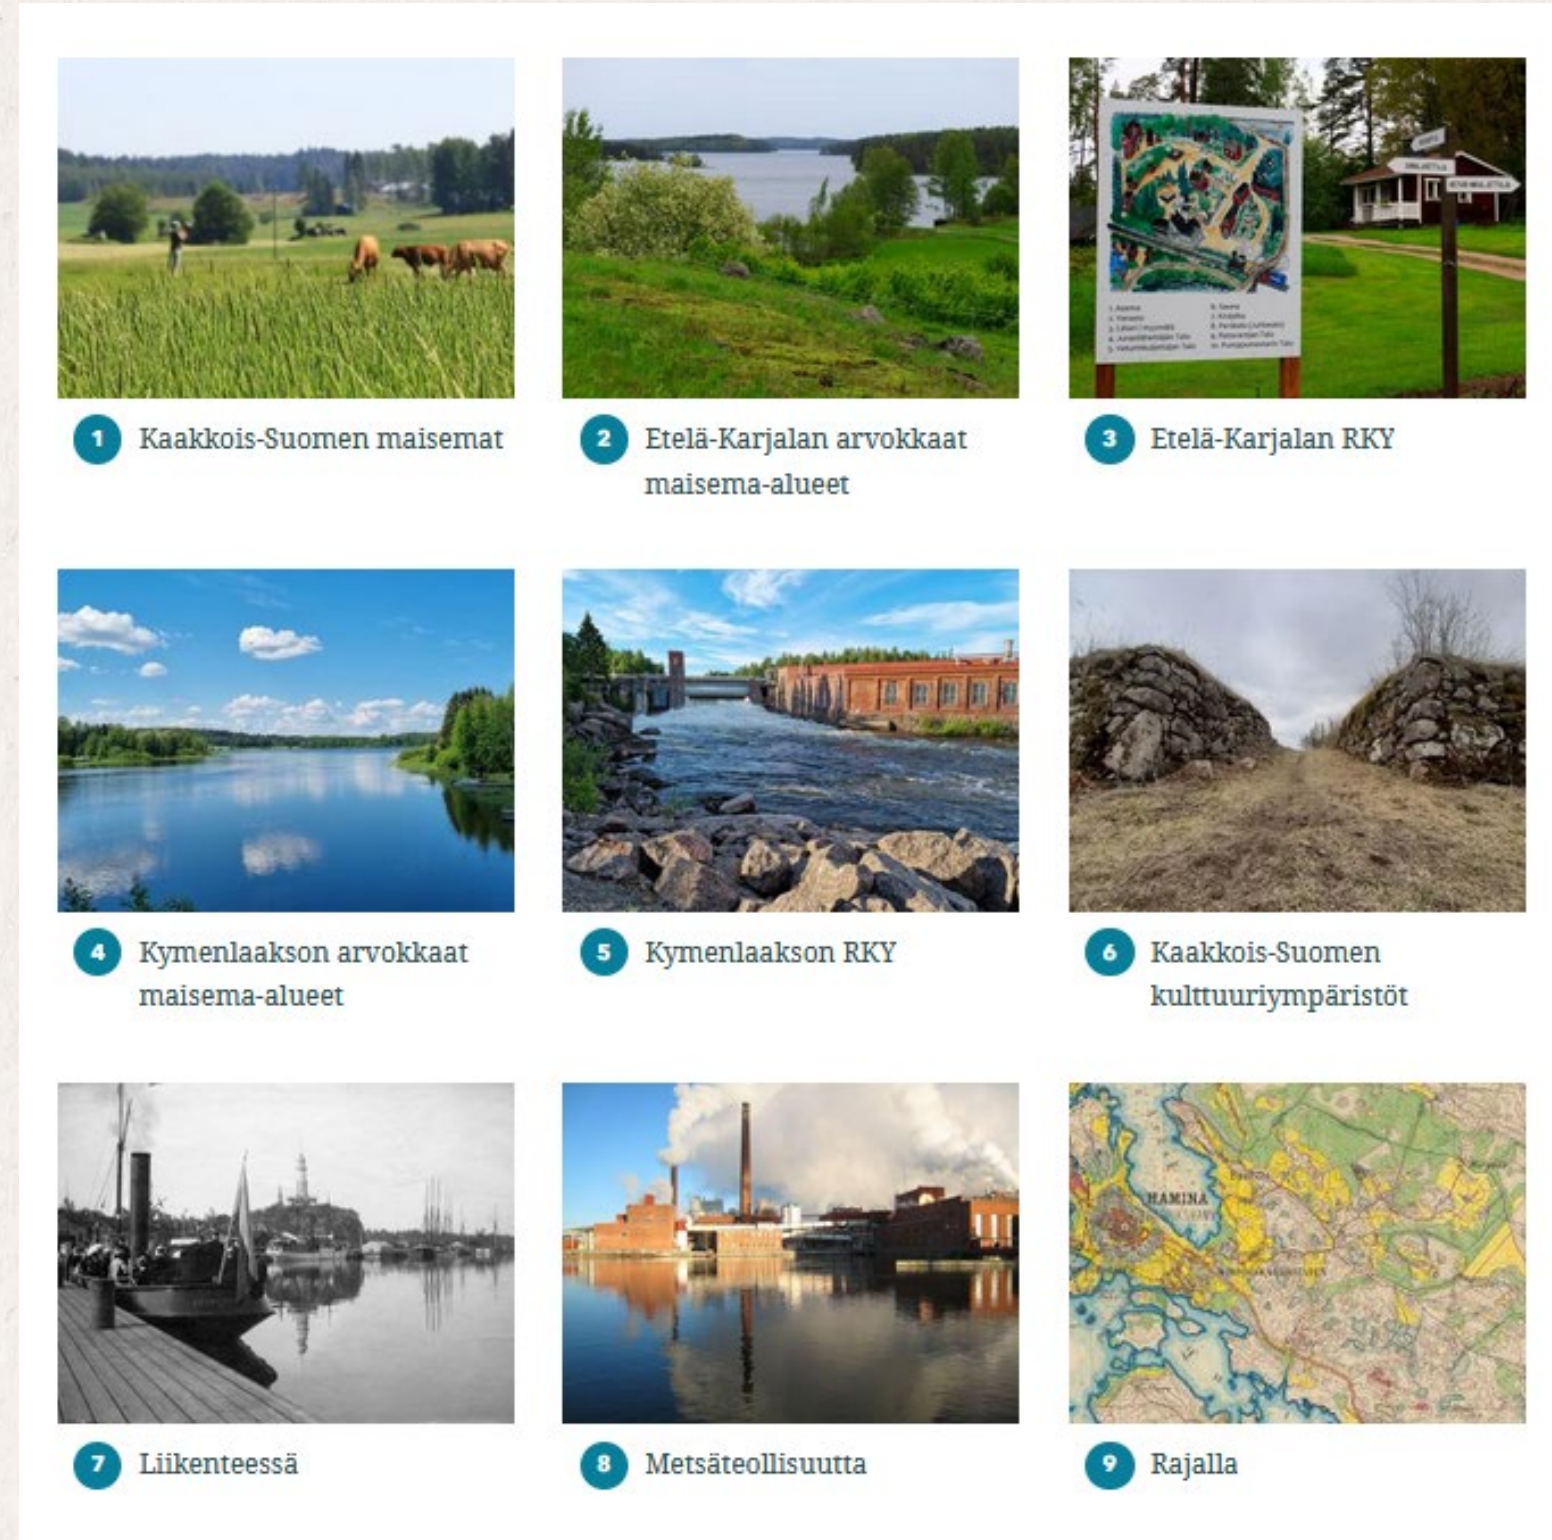 1 Kaakkois-Suomen maisemat
2 Etelä-Karjalan arvokkaat
maisema-alueet
3 Etelä-Karjalan RKY
4 Kymenlaakson arvokkaat
maisema-alueet
5 Kymenlaakson RKY
6 Kaakkois-Suomen
kulttuuriympäristöt
HAMINA
7 Liikenteessä
8 Metsäteollisuutta
9 Rajalla